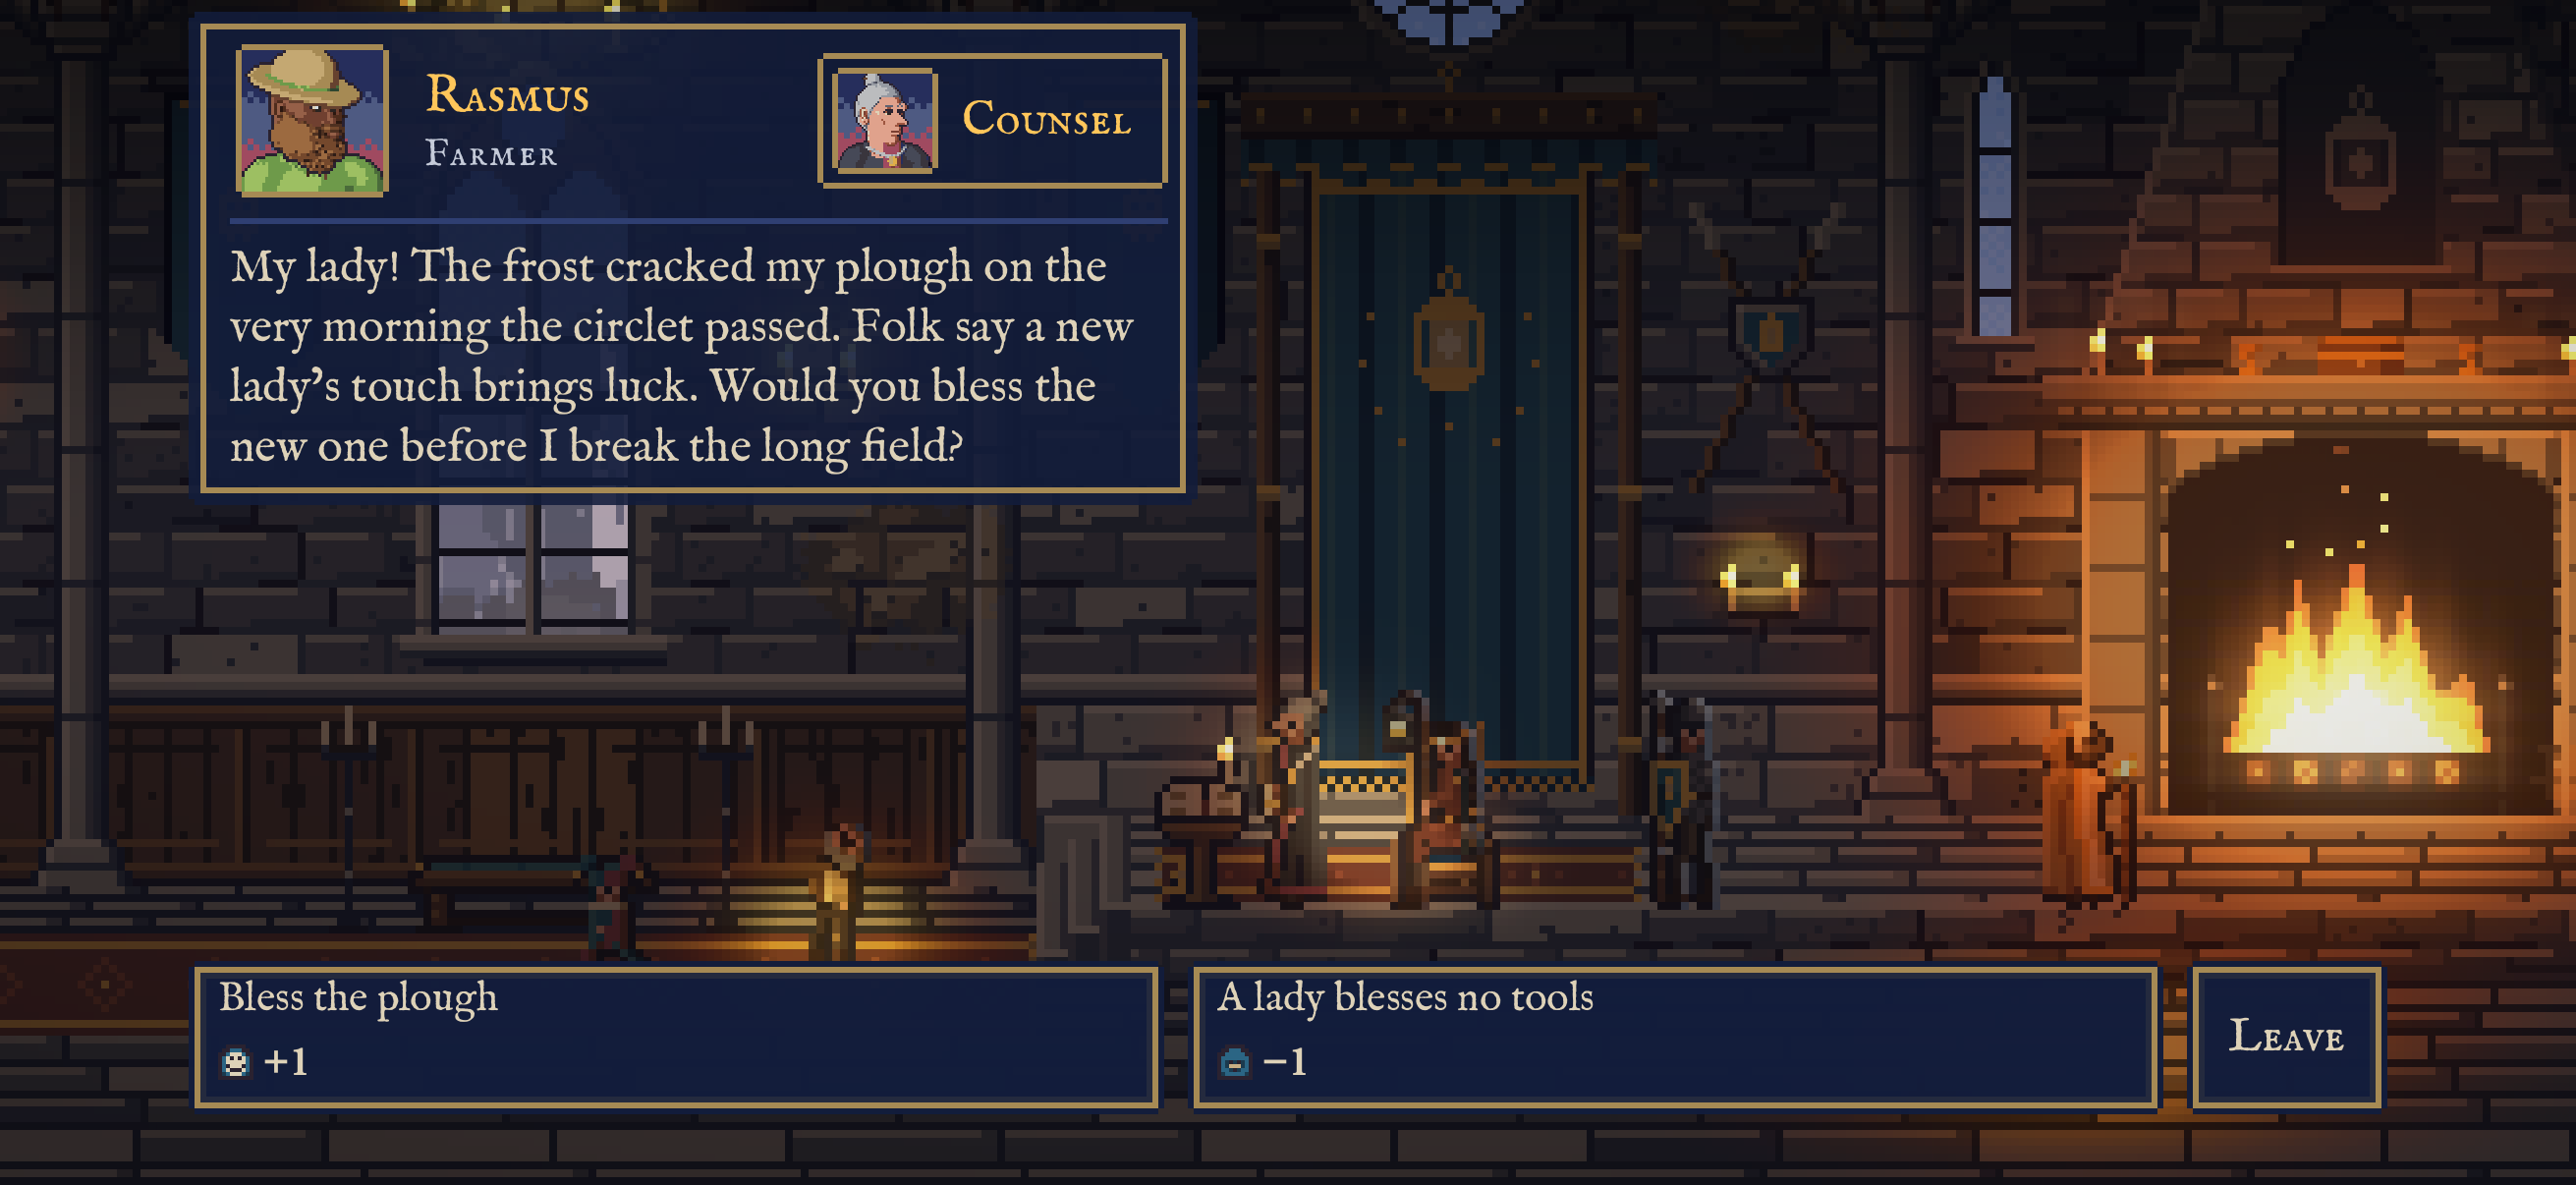 Rasmus
Farmer
Counsel
My lady! The frost cracked my plough on the
very morning the circlet passed. Folk say a new
lady’s touch brings luck. Would you bless the
new one before I break the long field?
Bless the plough
+1
A lady blesses no tools
−1
Leave